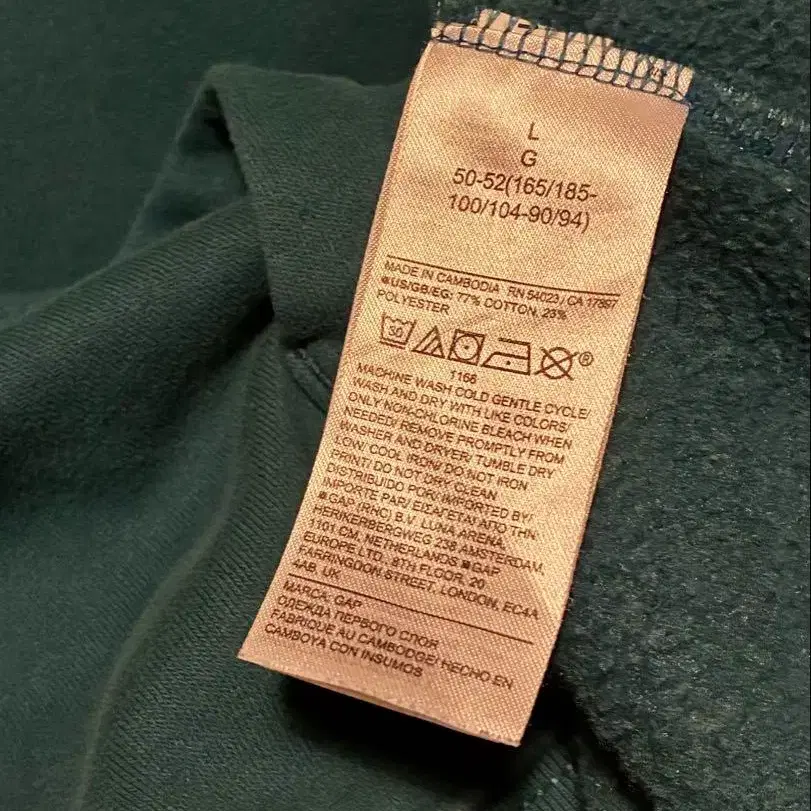 L
G
50-52(165/185-
100/104-90/94)
MADE IN CAMBODIA RN 54023 / CA 17897
■US/GB/EG: 77% COTTON, 23%
POLYESTER
30 ®
1166
MACHINE WASH COLD GENTLE CYCLE/
WASH AND DRY WITH LIKE COLORS/
ONLY NON-CHLORINE BLEACH WHEN
NEEDED/ REMOVE PROMPTLY FROM
WASHER AND DRYER/ TUMBLE DRY
LOW/ COOL IRON/ DO NOT IRON
PRINT/ DO NOT DRY CLEAN
DISTRIBUIDO POR/ IMPORTED BY/
IMPORTE PAR/ ΕΙΣΑΓΕΤΑΙ ΑΠΟ ΤΗΝ:
■GAP (RHC) B.V. LUNA ARENA,
HERIKERBERGWEG 238 AMSTERDAM,
1101 CM, NETHERLANDS ■GAP
EUROPE LTD, 8TH FLOOR, 20
FARRINGDON STREET, LONDON, EC4A
4AB, UK
MARCA: GAP
ОДЕЖДА ПЕРВОГО СЛОЯ
FABRIQUE AU CAMBODGE/ HECHO EN
CAMBOYA CON INSUMOS